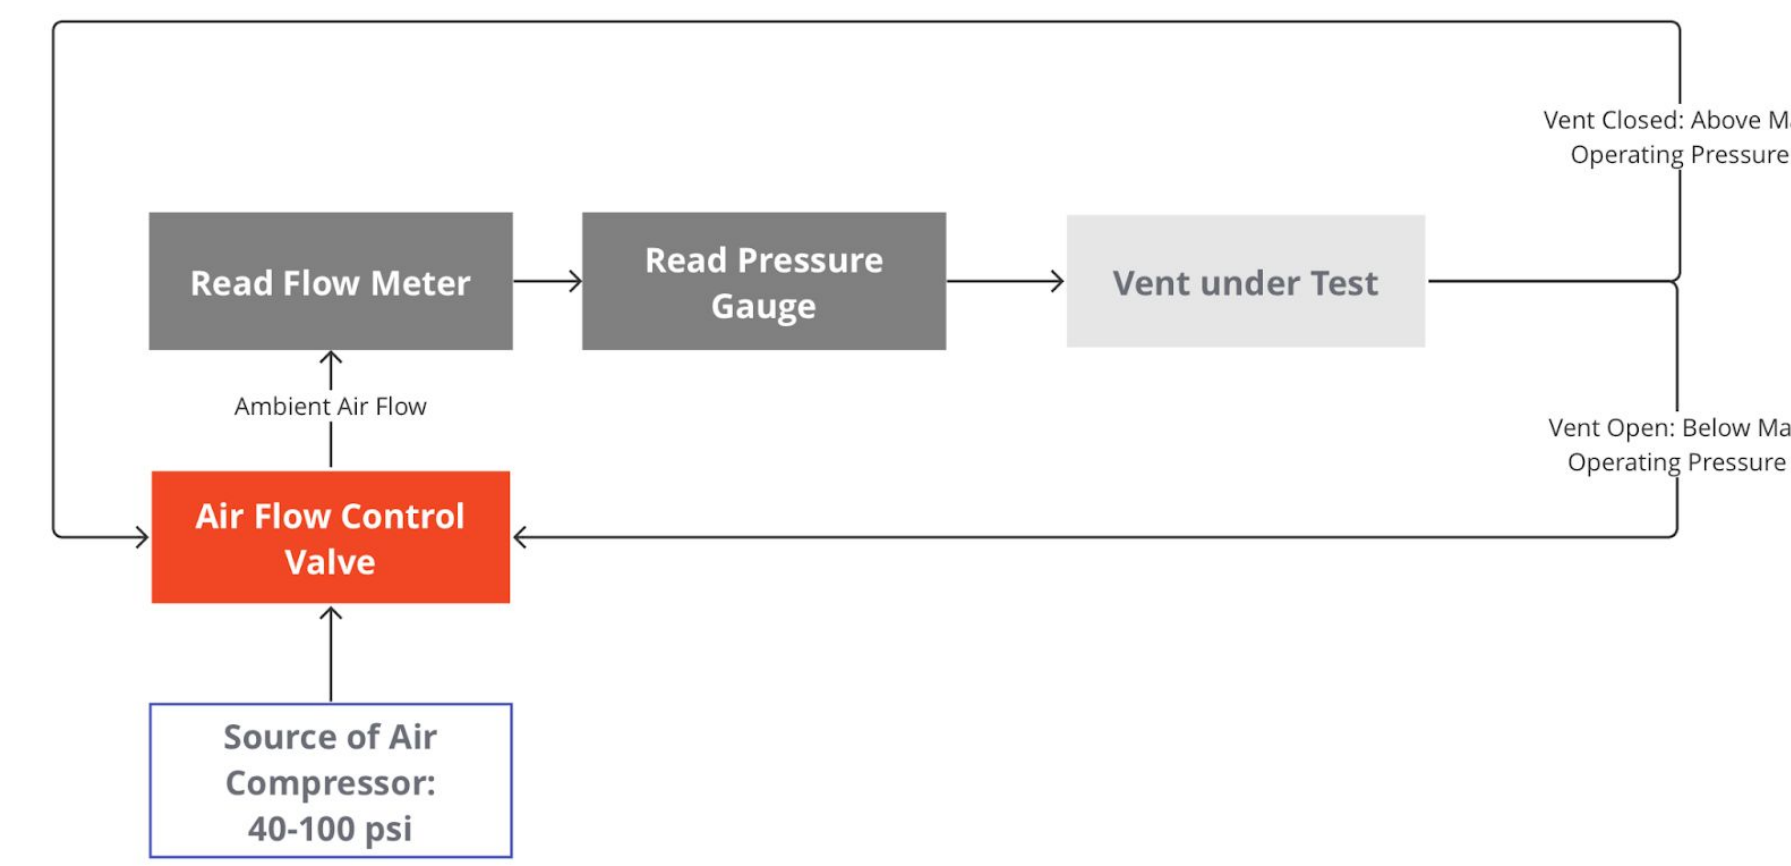 Vent Closed: Above Ma
Operating Pressure
Read Flow Meter
Read Pressure
Gauge
Vent under Test
Ambient Air Flow
Vent Open: Below Ma
Operating Pressure
Air Flow Control
Valve
Source of Air
Compressor:
40-100 psi